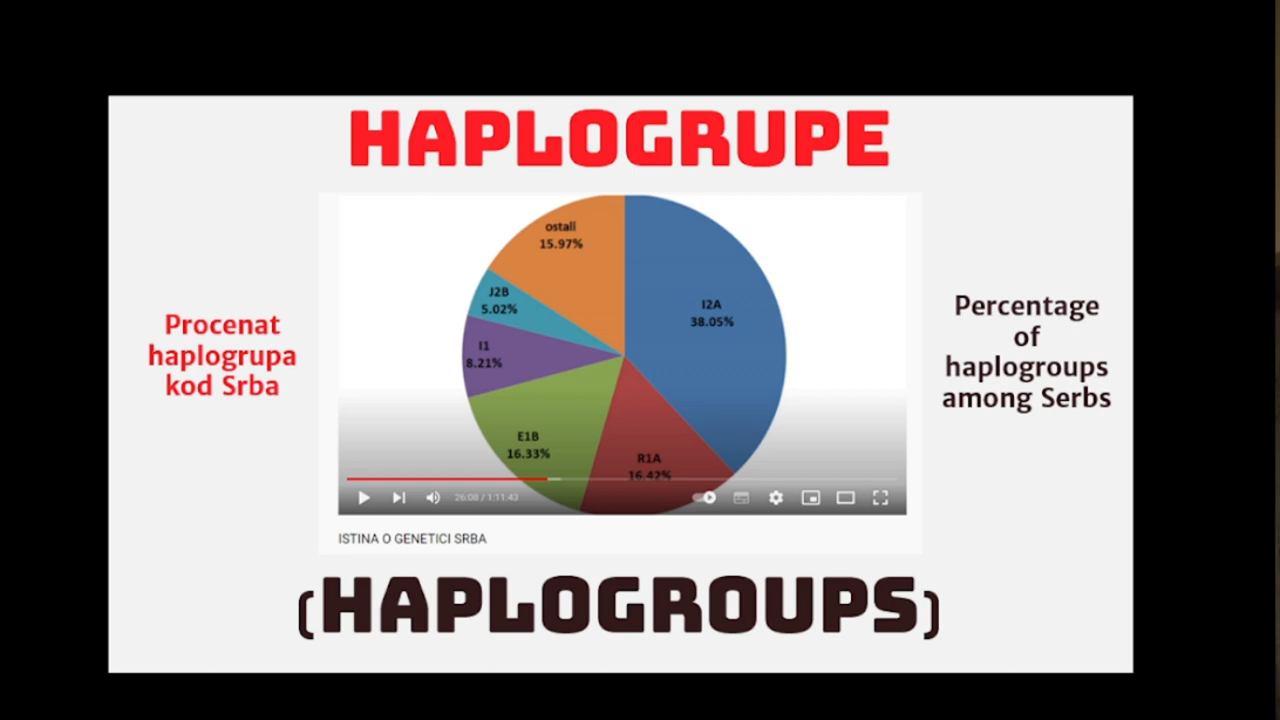 HAPLOGRUPE
Procenat
haplogrupa
kod Srba
ostali
15.97%
J2B
5.02%
I1
8.21%
E1B
16.33%
R1A
16.42%
I2A
38.05%
26:08 / 1:11:43
ISTINA O GENETICI SRBA
Percentage
of
haplogroups
among Serbs
(HAPLOGROUPS)